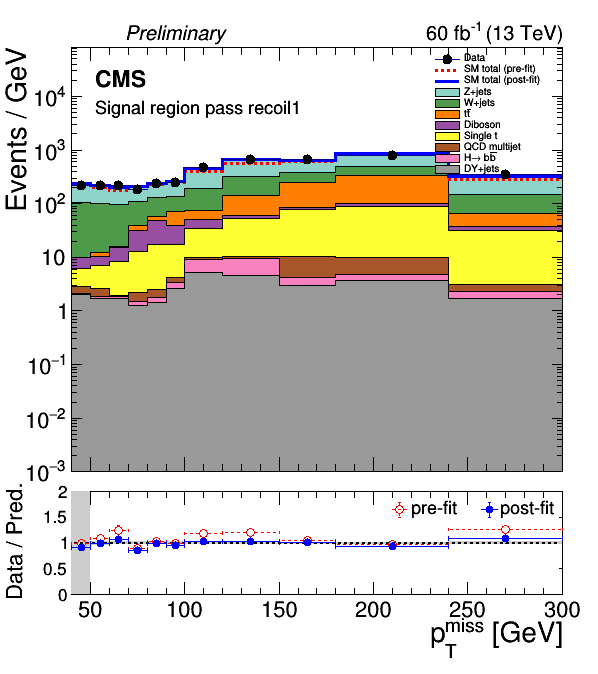 Preliminary 60 fb⁻¹ (13 TeV)
Events / GeV
CMS
Signal region pass recoil1
Data
SM total (pre-fit)
SM total (post-fit)
Z+jets
W+jets
tt̅
Diboson
Single t
QCD multijet
H→ bb̅
DY+jets
10⁴
10³
10²
10
1
10⁻¹
10⁻²
10⁻³
Data / Pred.
pre-fit post-fit
2
1.5
1
0.5
0
50 100 150 200 250 300
p_T^miss [GeV]